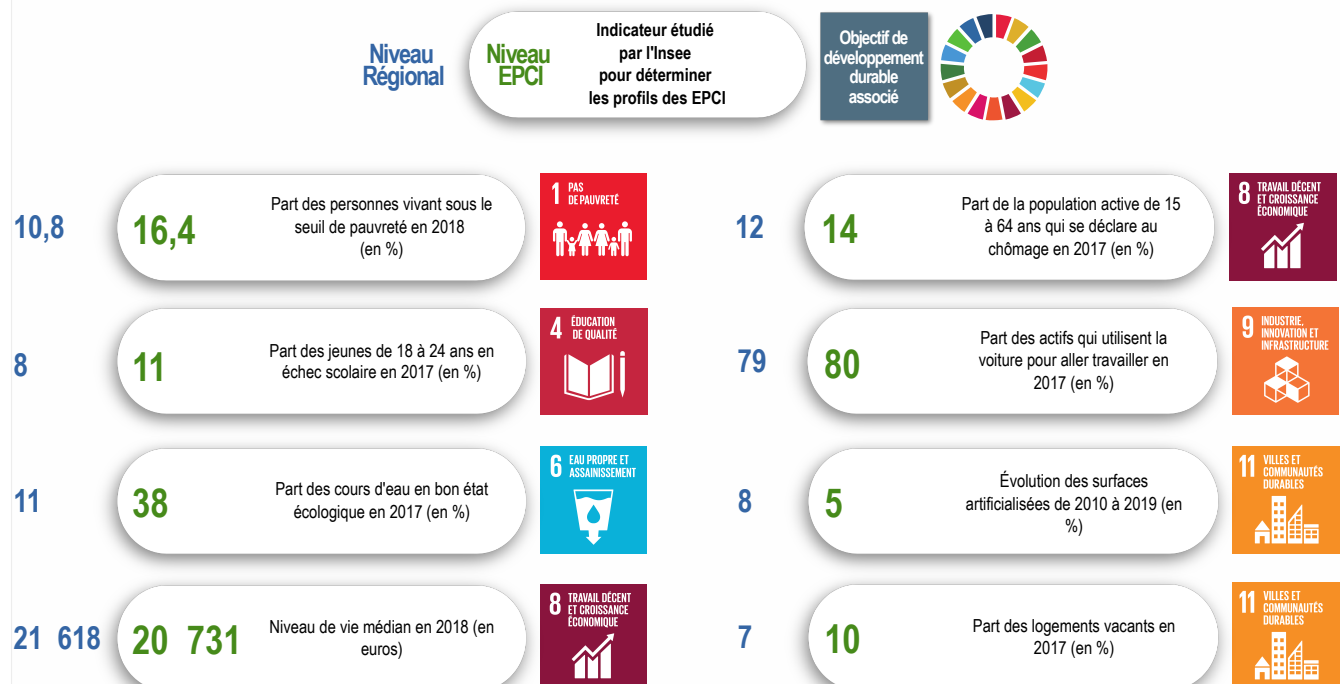 Niveau
Régional
Niveau
EPCI
Indicateur étudié
par l'Insee
pour déterminer
les profils des EPCI
Objectif de
développement
durable
associé
10,8
16,4
Part des personnes vivant sous le
seuil de pauvreté en 2018
(en %)
1 PAS
DE PAUVRETÉ
12
14
Part de la population active de 15
à 64 ans qui se déclare au
chômage en 2017 (en %)
8 TRAVAIL DÉCENT
ET CROISSANCE
ÉCONOMIQUE
8
11
Part des jeunes de 18 à 24 ans en
échec scolaire en 2017 (en %)
4 ÉDUCATION
DE QUALITÉ
79
80
Part des actifs qui utilisent la
voiture pour aller travailler en
2017 (en %)
9 INDUSTRIE,
INNOVATION ET
INFRASTRUCTURE
11
38
Part des cours d'eau en bon état
écologique en 2017 (en %)
6 EAU PROPRE ET
ASSAINISSEMENT
8
5
Évolution des surfaces
artificialisées de 2010 à 2019 (en
%)
11 VILLES ET
COMMUNAUTÉS
DURABLES
21 618
20 731
Niveau de vie médian en 2018 (en
euros)
8 TRAVAIL DÉCENT
ET CROISSANCE
ÉCONOMIQUE
7
10
Part des logements vacants en
2017 (en %)
11 VILLES ET
COMMUNAUTÉS
DURABLES